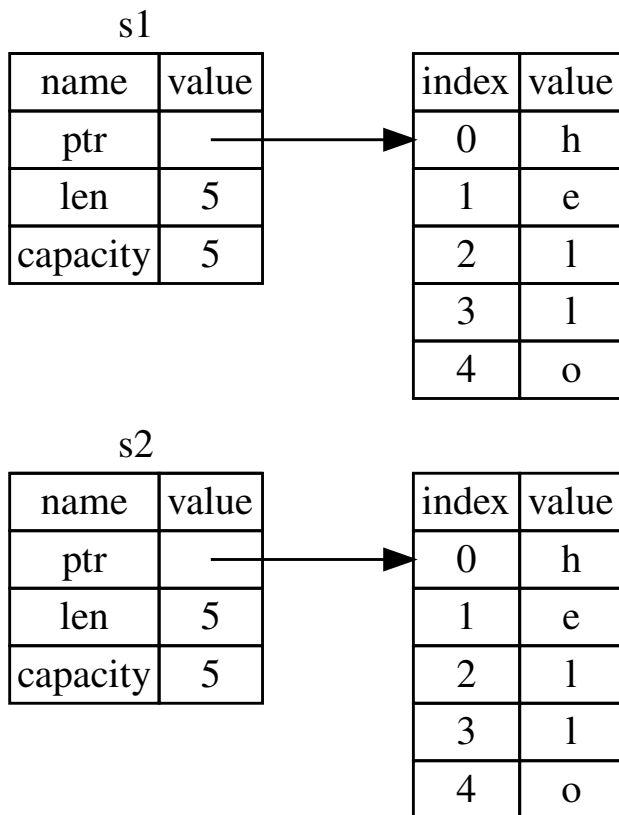 s1
name value
ptr
len 5
capacity 5
index value
0 h
1 e
2 l
3 l
4 o
s2
name value
ptr
len 5
capacity 5
index value
0 h
1 e
2 l
3 l
4 o